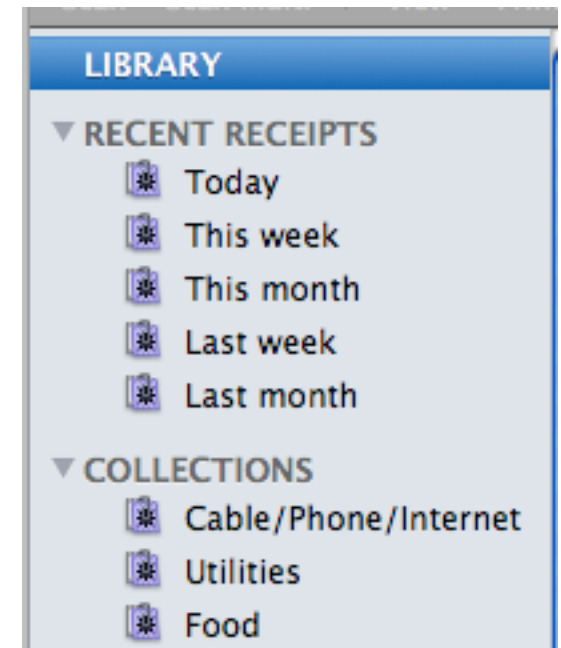 LIBRARY
RECENT RECEIPTS
Today
This week
This month
Last week
Last month
COLLECTIONS
Cable/Phone/Internet
Utilities
Food